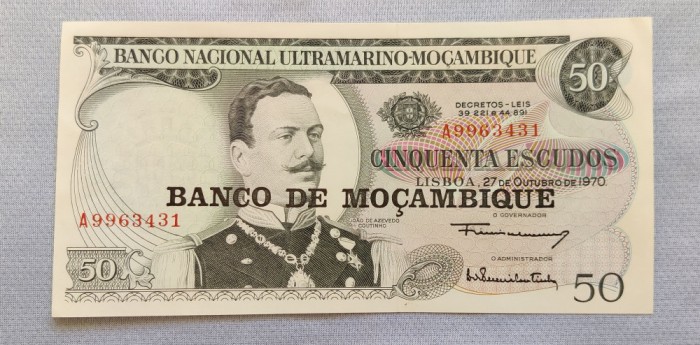 BANCO NACIONAL ULTRAMARINO-MOÇAMBIQUE
50
DECRETOS-LEIS
39 221 e 44 891
A9963431
CINQUENTA ESCUDOS
LISBOA, 27 DE OUTUBRO DE 1970
BANCO DE MOÇAMBIQUE
A9963431
JOÃO DE AZEVEDO
COUTINHO
O GOVERNADOR
O ADMINISTRADOR
50
50